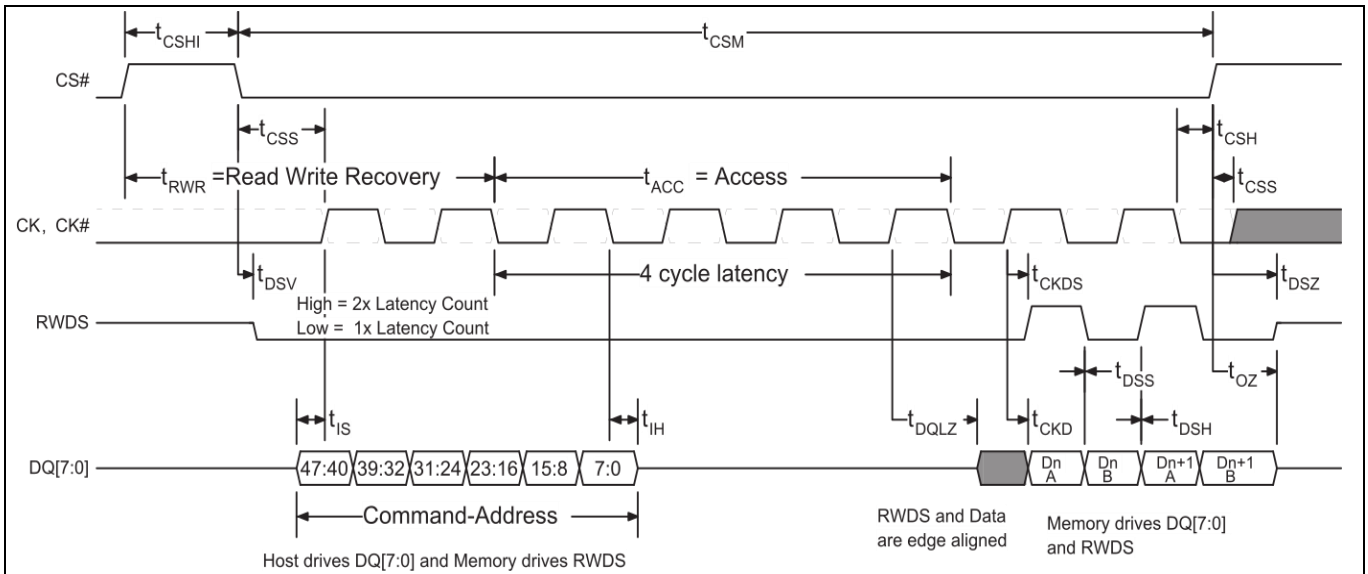 tCSHI
tCSM
CS#
tCSS
tCSH
tRWR =Read Write Recovery
tACC = Access
tCSS
CK, CK#
tDSV
4 cycle latency
tCKDS
tDSZ
High = 2x Latency Count
Low = 1x Latency Count
RWDS
tDSS
tOZ
tIS
tIH
tDQLZ
tCKD
tDSH
DQ[7:0]
47:40 39:32 31:24 23:16 15:8 7:0
Dn A
Dn B
Dn+1 A
Dn+1 B
Command-Address
RWDS and Data
are edge aligned
Memory drives DQ[7:0]
and RWDS
Host drives DQ[7:0] and Memory drives RWDS